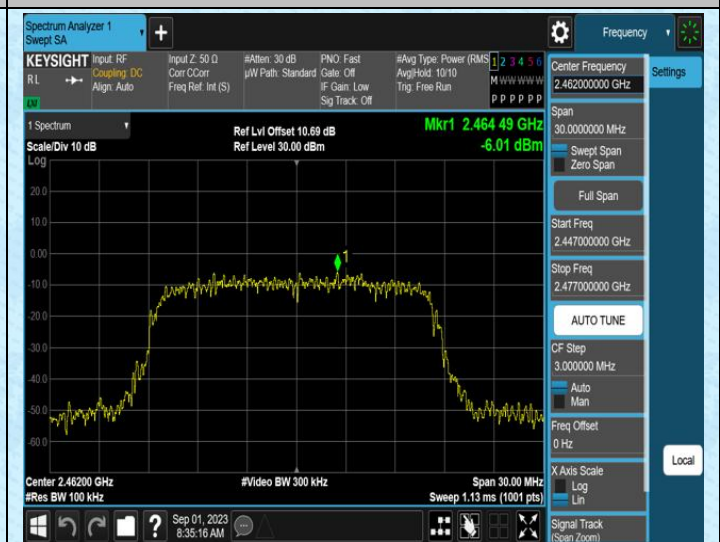 Spectrum Analyzer 1
Swept SA
+
Frequency
KEYSIGHT
RL
Input: RF
Coupling: DC
Align: Auto
Input Z: 50 Ω
Corr CCorr
Freq Ref: Int (S)
#Atten: 30 dB
µW Path: Standard
PNO: Fast
Gate: Off
IF Gain: Low
Sig Track: Off
#Avg Type: Power (RMS
Avg|Hold: 10/10
Trig: Free Run
1 2 3 4 5 6
M W W W W W
P P P P P P
1 Spectrum
Scale/Div 10 dB
Ref Lvl Offset 10.69 dB
Ref Level 30.00 dBm
Mkr1 2.464 49 GHz
-6.01 dBm
Log
20.0
10.0
0.00
-10.0
-20.0
-30.0
-40.0
-50.0
-60.0
1
Center 2.46200 GHz
#Res BW 100 kHz
#Video BW 300 kHz
Span 30.00 MHz
Sweep 1.13 ms (1001 pts)
?
Sep 01, 2023
8:35:16 AM
Center Frequency
2.462000000 GHz
Span
30.0000000 MHz
Swept Span
Zero Span
Full Span
Start Freq
2.447000000 GHz
Stop Freq
2.477000000 GHz
AUTO TUNE
CF Step
3.000000 MHz
Auto
Man
Freq Offset
0 Hz
X Axis Scale
Log
Lin
Signal Track
(Span Zoom)
Settings
Local